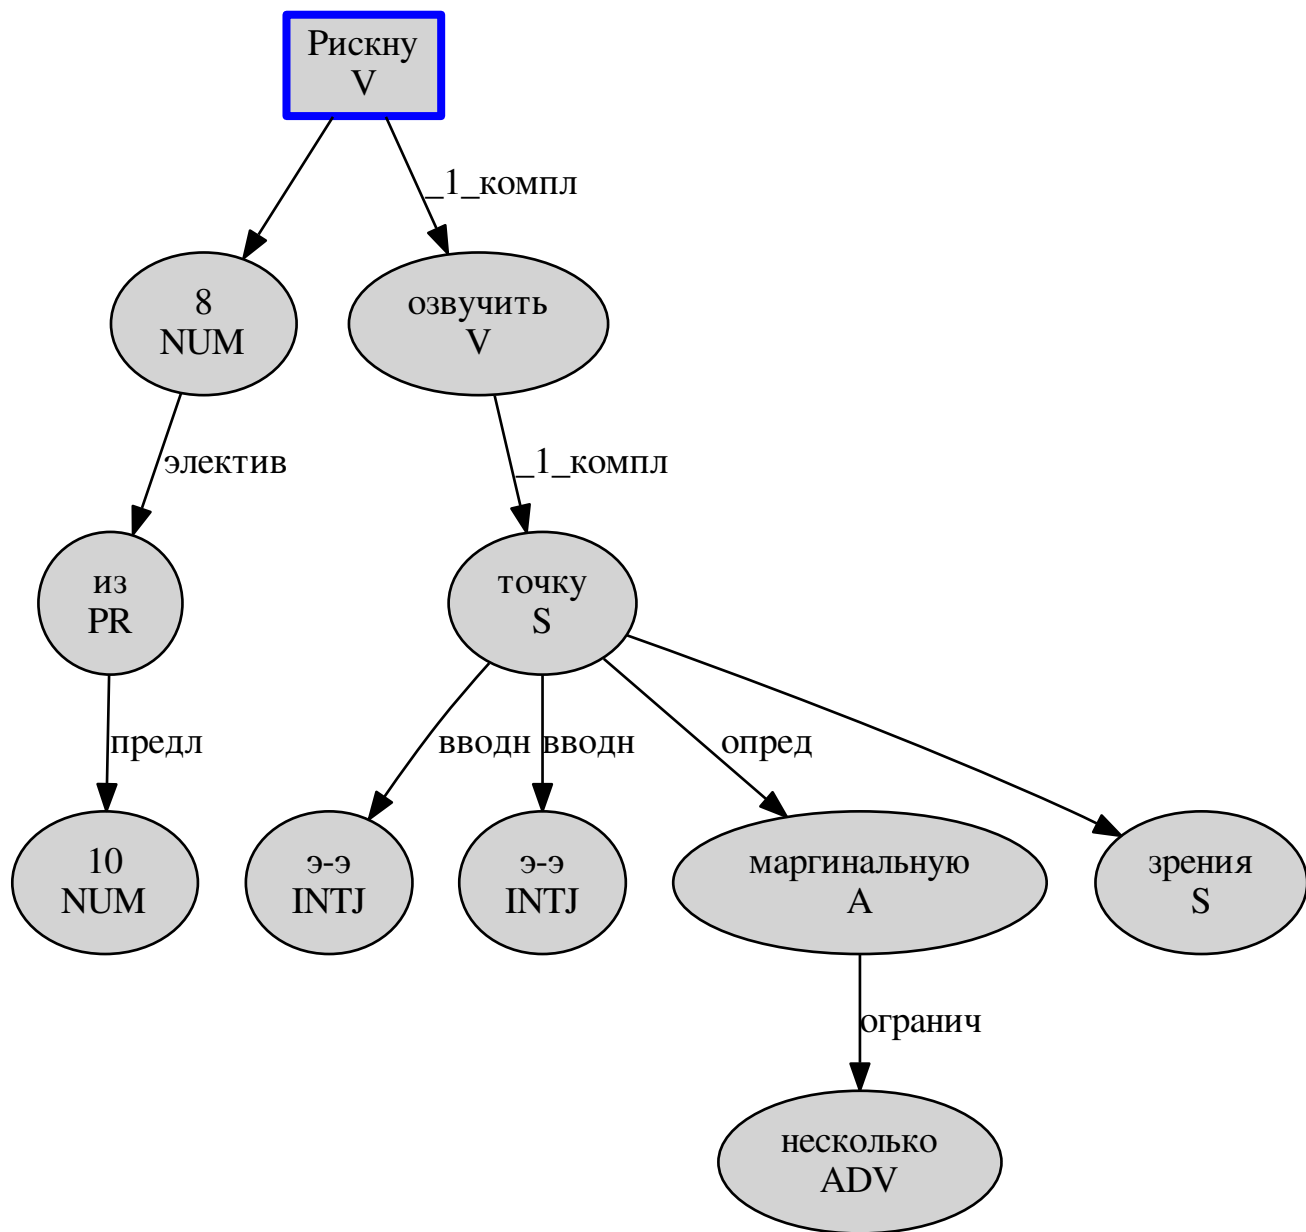 Рискну
V
_1_компл
8
NUM
озвучить
V
электив
_1_компл
из
PR
точку
S
предл
вводн
вводн
опред
10
NUM
э-э
INTJ
э-э
INTJ
маргинальную
A
зрения
S
огранич
несколько
ADV